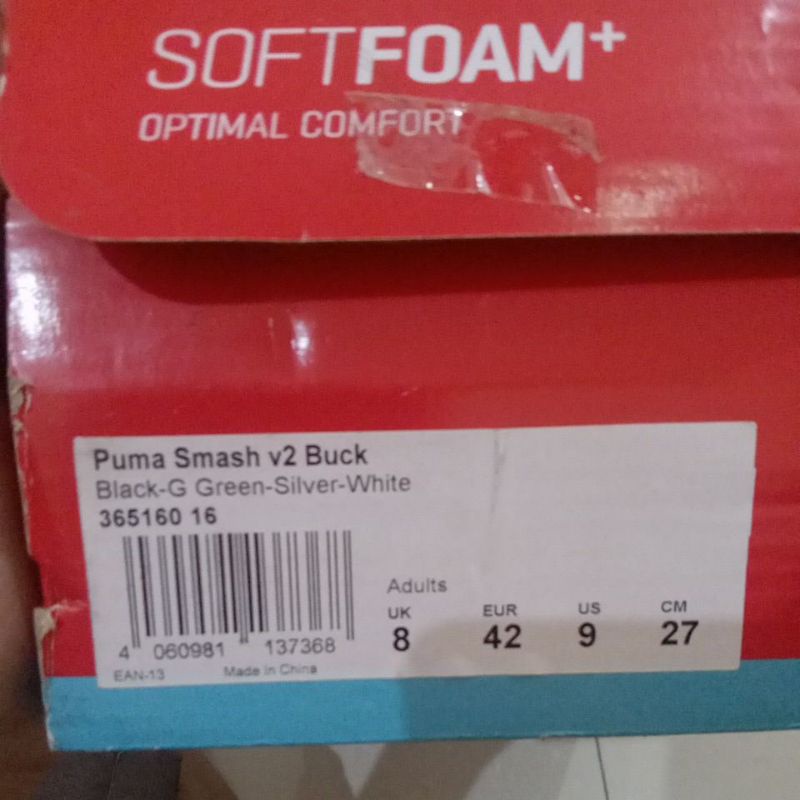 SOFTFOAM+
OPTIMAL COMFORT
Puma Smash v2 Buck
Black-G Green-Silver-White
365160 16
4 060981 137368
EAN-13 Made in China
Adults
UK EUR US CM
8 42 9 27